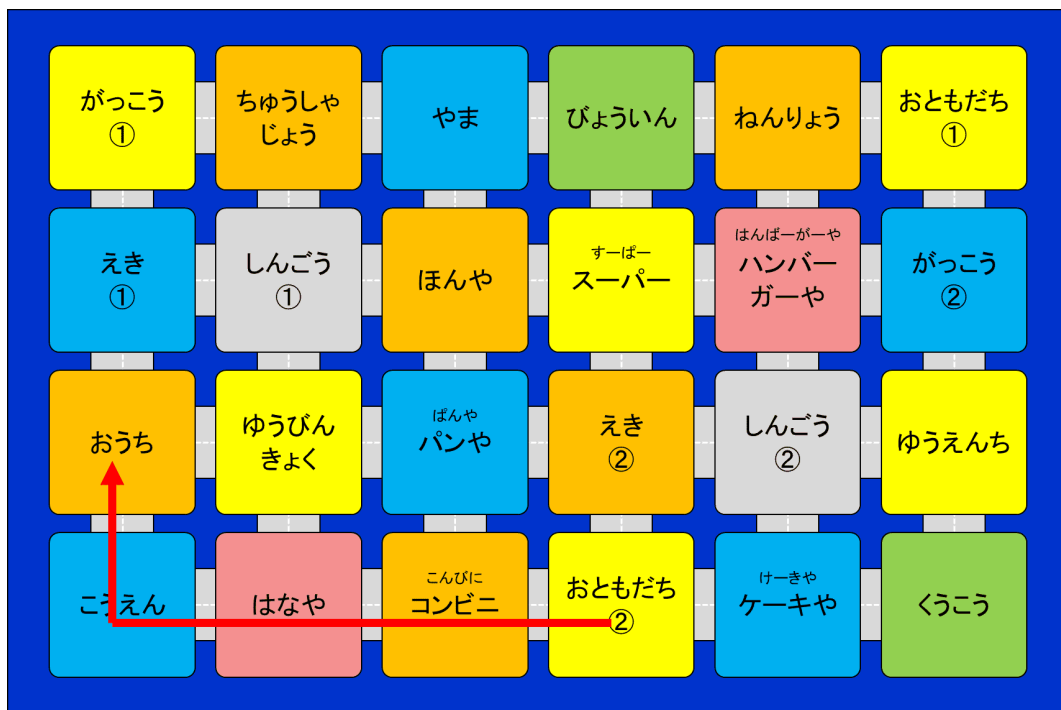 がっこう
①
ちゅうしゃ
じょう
やま
びょういん
ねんりょう
おともだち
①
えき
①
しんごう
①
ほんや
すーぱー
スーパー
はんばーがーや
ハンバー
ガーや
がっこう
②
おうち
ゆうびん
きょく
ぱんや
パンや
えき
②
しんごう
②
ゆうえんち
こうえん
はなや
こんびに
コンビニ
おともだち
②
けーきや
ケーキや
くうこう